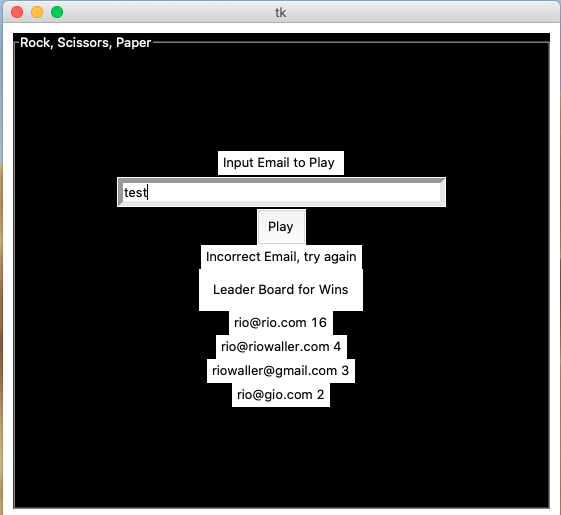 tk
Rock, Scissors, Paper
Input Email to Play
test
Play
Incorrect Email, try again
Leader Board for Wins
rio@rio.com 16
rio@riowaller.com 4
riowaller@gmail.com 3
rio@gio.com 2